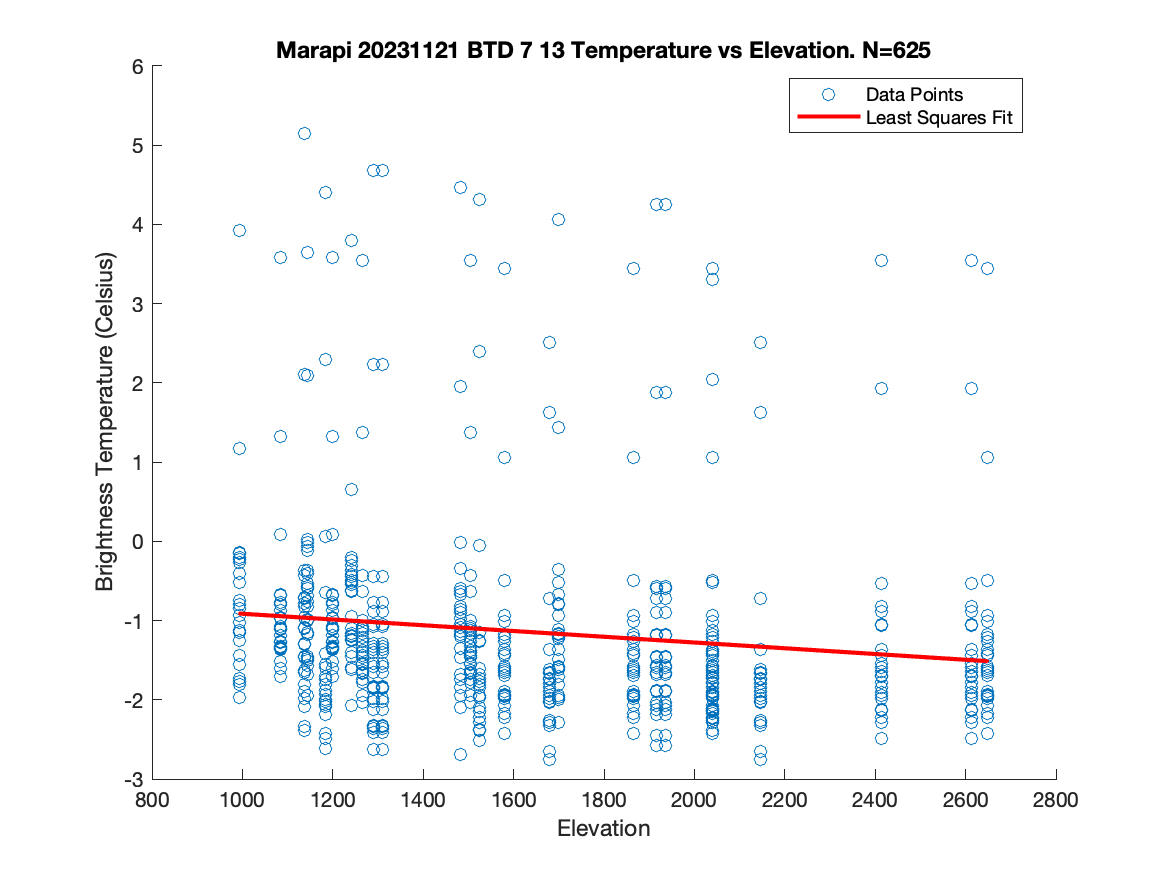 Marapi 20231121 BTD 7 13 Temperature vs Elevation. N=625
Data Points
Least Squares Fit
6
5
4
3
2
1
0
-1
-2
-3
Brightness Temperature (Celsius)
800 1000 1200 1400 1600 1800 2000 2200 2400 2600 2800
Elevation